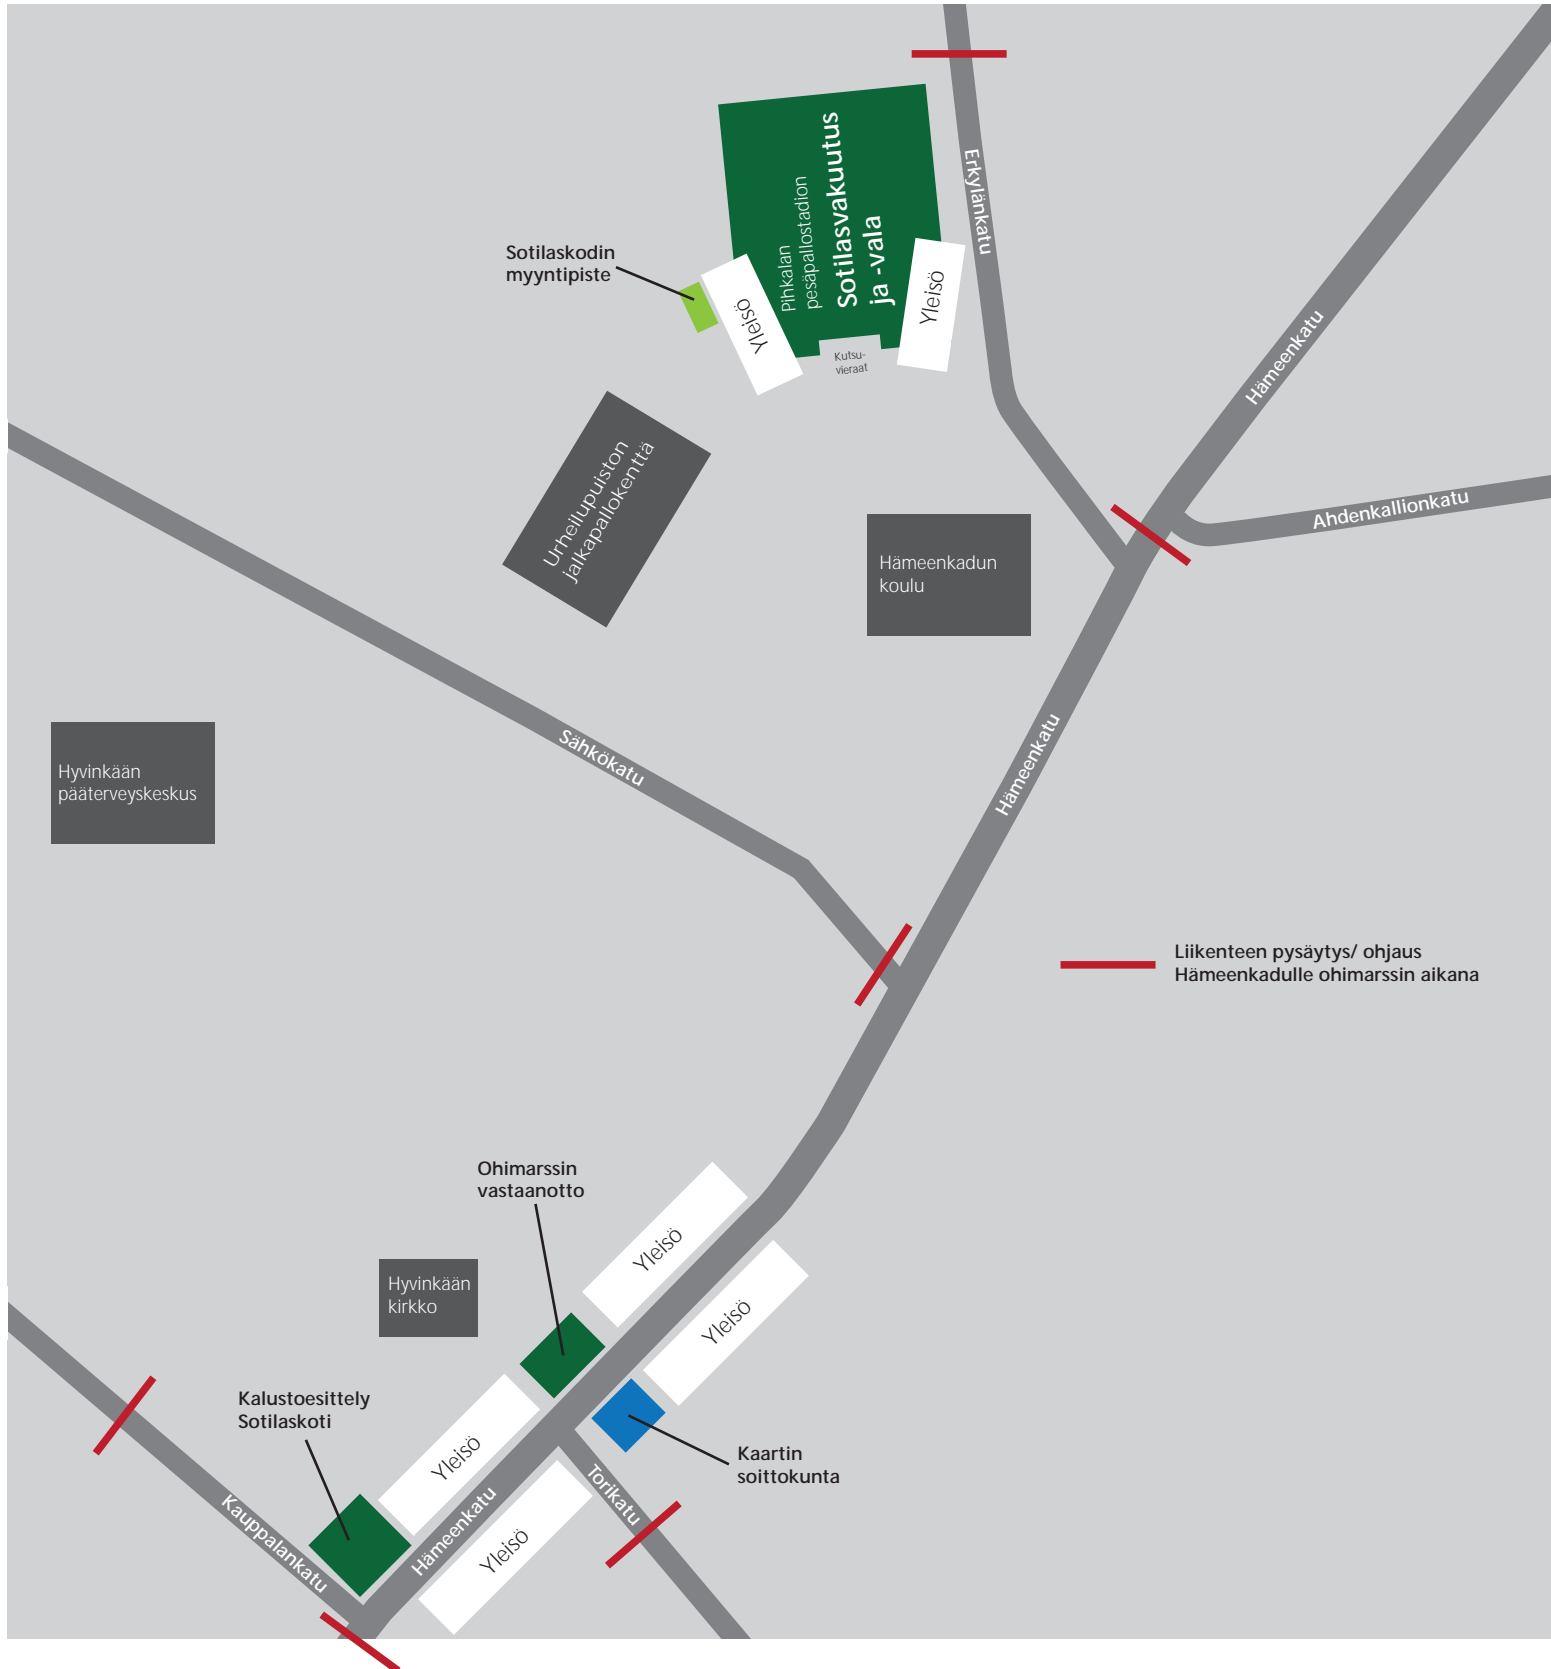 Erkylänkatu
Pihkalan
pesäpallostadion
Sotilasvakuutus
ja -vala
Sotilaskodin
myyntipiste
Yleisö
Yleisö
Kutsu-
vieraat
Hämeenkatu
Urheilupuiston
jalkapallokenttä
Ahdenkallionkatu
Hämeenkadun
koulu
Hyvinkään
pääterveyskeskus
Sähkökatu
Hämeenkatu
Liikenteen pysäytys/ ohjaus
Hämeenkadulle ohimarssin aikana
Ohimarssin
vastaanotto
Yleisö
Hyvinkään
kirkko
Yleisö
Kalustoesittely
Sotilaskoti
Yleisö
Kaartin
soittokunta
Kauppalankatu
Hämeenkatu
Torikatu
Yleisö